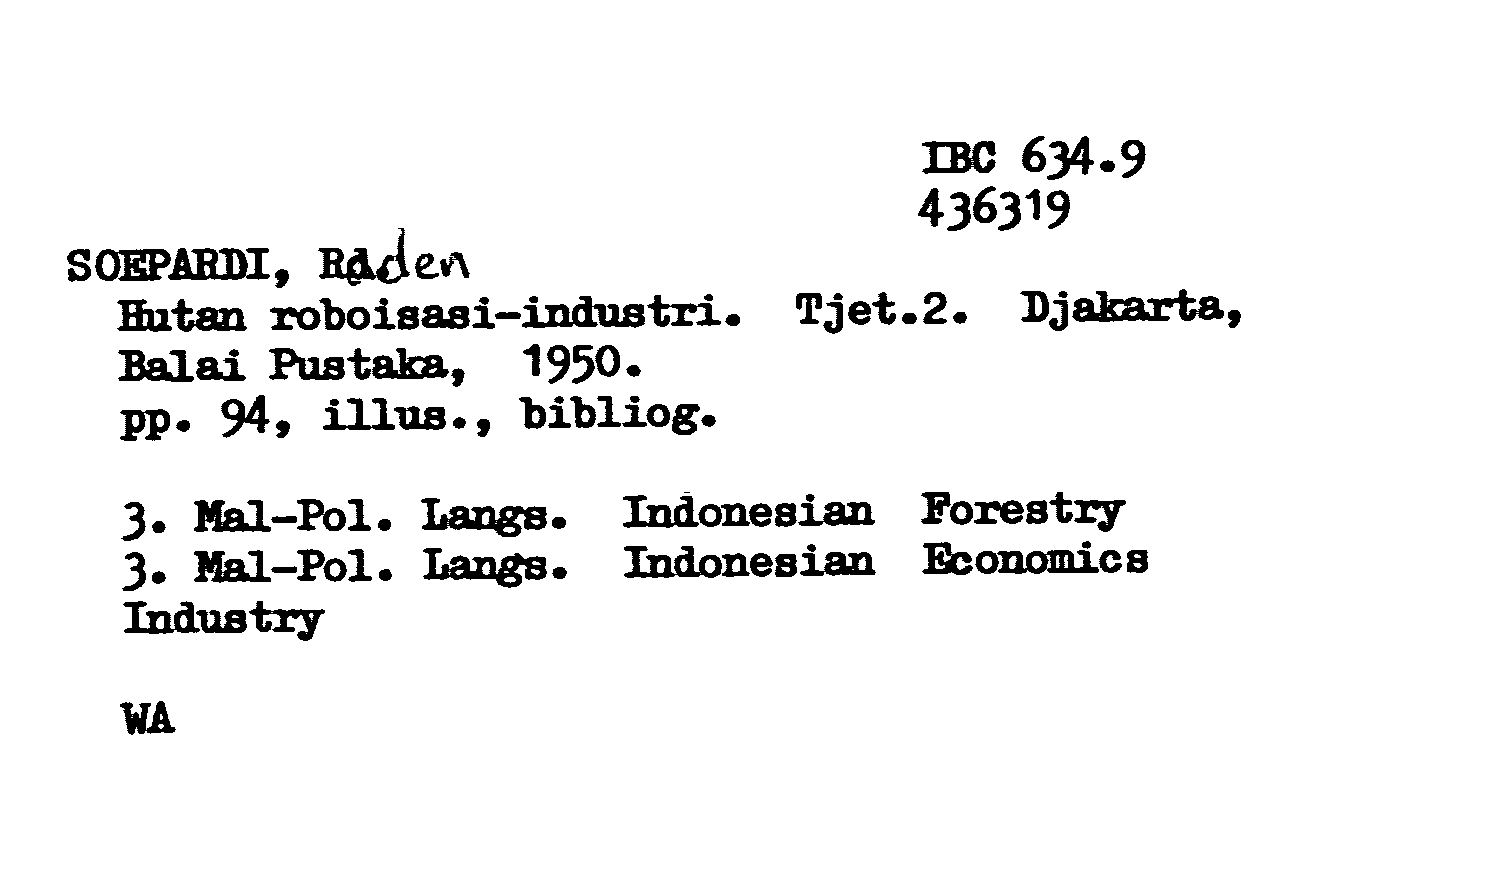 IBC 634.9
436319
SOEPARDI, Raden
Hutan roboisasi-industri. Tjet.2. Djakarta,
Balai Pustaka, 1950.
pp. 94, illus., bibliog.
3. Mal-Pol. Langs. Indonesian Forestry
3. Mal-Pol. Langs. Indonesian Economics
Industry
WA